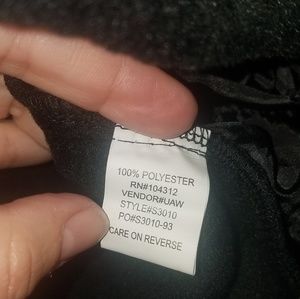 100% POLYESTER
RN#104312
VENDOR#UAW
STYLE#S3010
PO#S3010-93
CARE ON REVERSE